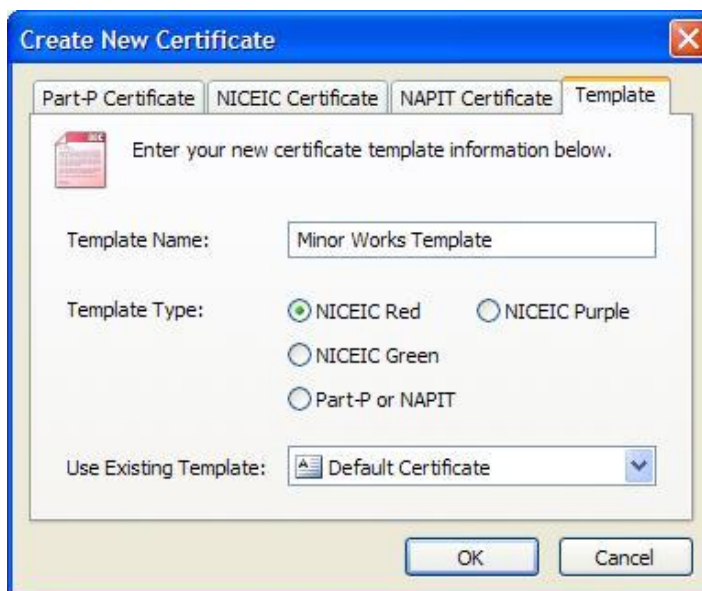 Create New Certificate
Part-P Certificate NICEIC Certificate NAPIT Certificate Template
Enter your new certificate template information below.
Template Name: Minor Works Template
Template Type: NICEIC Red NICEIC Purple
NICEIC Green
Part-P or NAPIT
Use Existing Template: Default Certificate
OK Cancel